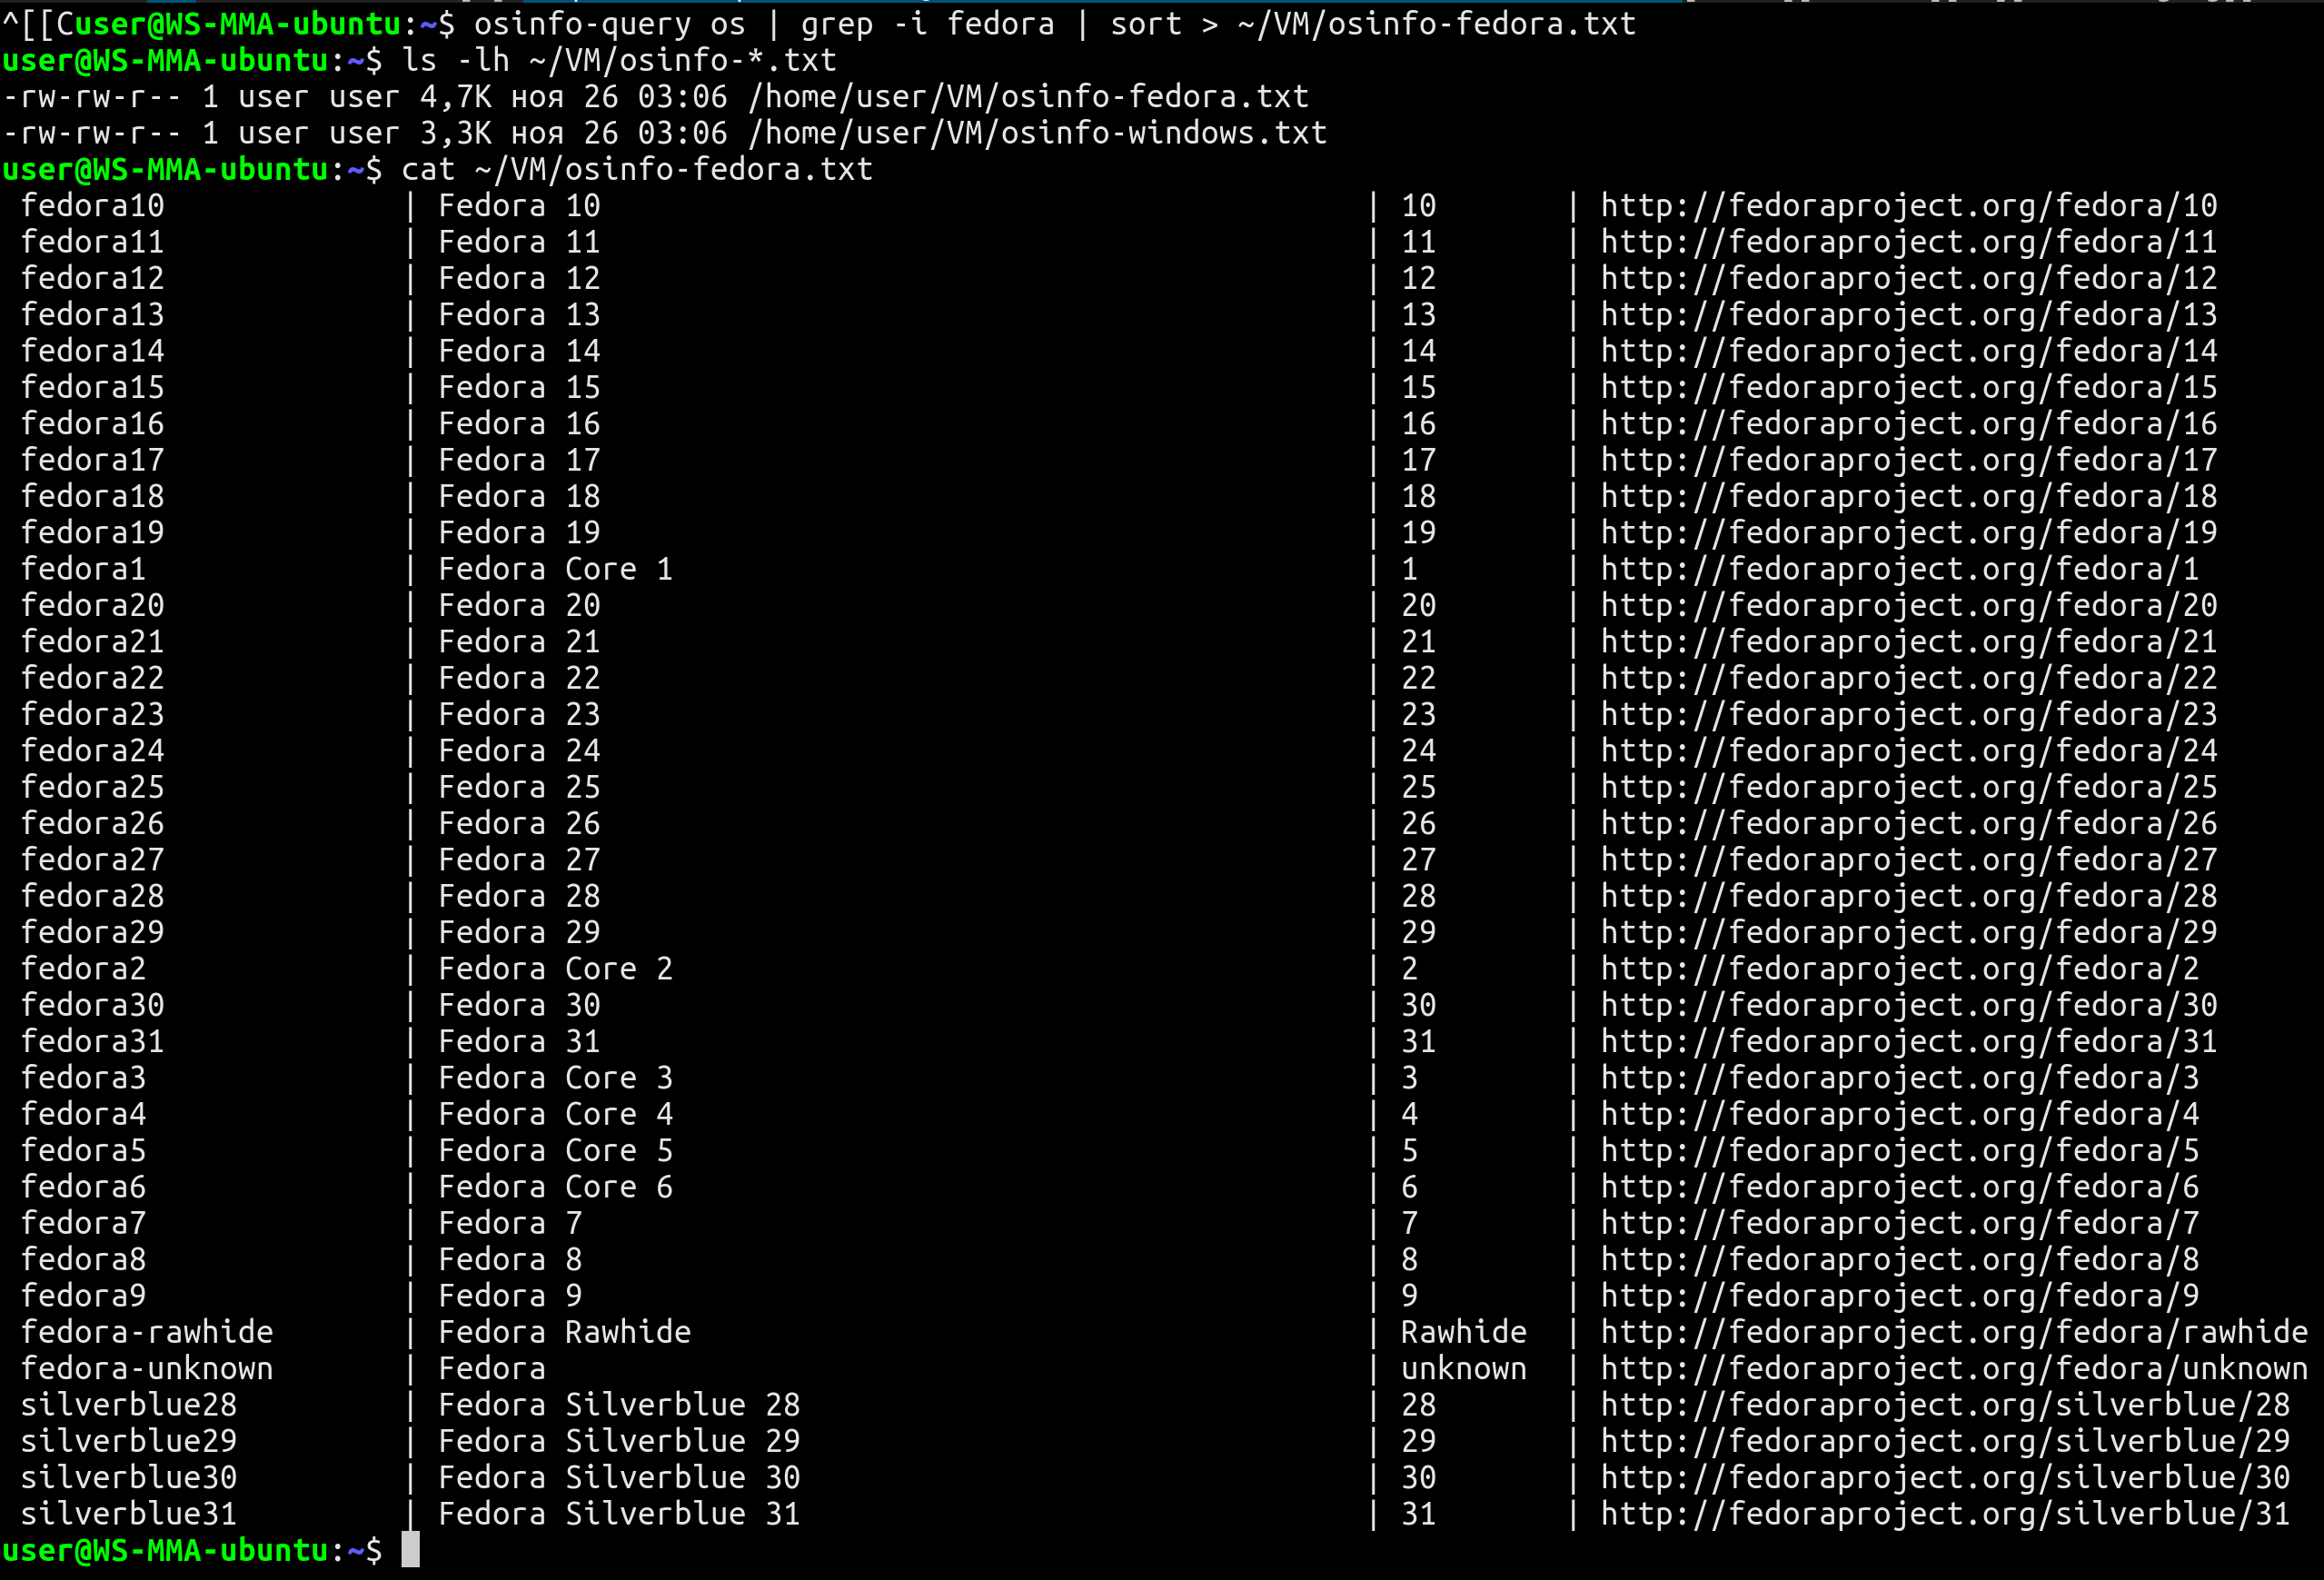 ^[[Cuser@WS-MMA-ubuntu:~$ osinfo-query os | grep -i fedora | sort > ~/VM/osinfo-fedora.txt
user@WS-MMA-ubuntu:~$ ls -lh ~/VM/osinfo-*.txt
-rw-rw-r-- 1 user user 4,7K ноя 26 03:06 /home/user/VM/osinfo-fedora.txt
-rw-rw-r-- 1 user user 3,3K ноя 26 03:06 /home/user/VM/osinfo-windows.txt
user@WS-MMA-ubuntu:~$ cat ~/VM/osinfo-fedora.txt
fedora10 | Fedora 10 | 10 | http://fedoraproject.org/fedora/10
fedora11 | Fedora 11 | 11 | http://fedoraproject.org/fedora/11
fedora12 | Fedora 12 | 12 | http://fedoraproject.org/fedora/12
fedora13 | Fedora 13 | 13 | http://fedoraproject.org/fedora/13
fedora14 | Fedora 14 | 14 | http://fedoraproject.org/fedora/14
fedora15 | Fedora 15 | 15 | http://fedoraproject.org/fedora/15
fedora16 | Fedora 16 | 16 | http://fedoraproject.org/fedora/16
fedora17 | Fedora 17 | 17 | http://fedoraproject.org/fedora/17
fedora18 | Fedora 18 | 18 | http://fedoraproject.org/fedora/18
fedora19 | Fedora 19 | 19 | http://fedoraproject.org/fedora/19
fedora1 | Fedora Core 1 | 1 | http://fedoraproject.org/fedora/1
fedora20 | Fedora 20 | 20 | http://fedoraproject.org/fedora/20
fedora21 | Fedora 21 | 21 | http://fedoraproject.org/fedora/21
fedora22 | Fedora 22 | 22 | http://fedoraproject.org/fedora/22
fedora23 | Fedora 23 | 23 | http://fedoraproject.org/fedora/23
fedora24 | Fedora 24 | 24 | http://fedoraproject.org/fedora/24
fedora25 | Fedora 25 | 25 | http://fedoraproject.org/fedora/25
fedora26 | Fedora 26 | 26 | http://fedoraproject.org/fedora/26
fedora27 | Fedora 27 | 27 | http://fedoraproject.org/fedora/27
fedora28 | Fedora 28 | 28 | http://fedoraproject.org/fedora/28
fedora29 | Fedora 29 | 29 | http://fedoraproject.org/fedora/29
fedora2 | Fedora Core 2 | 2 | http://fedoraproject.org/fedora/2
fedora30 | Fedora 30 | 30 | http://fedoraproject.org/fedora/30
fedora31 | Fedora 31 | 31 | http://fedoraproject.org/fedora/31
fedora3 | Fedora Core 3 | 3 | http://fedoraproject.org/fedora/3
fedora4 | Fedora Core 4 | 4 | http://fedoraproject.org/fedora/4
fedora5 | Fedora Core 5 | 5 | http://fedoraproject.org/fedora/5
fedora6 | Fedora Core 6 | 6 | http://fedoraproject.org/fedora/6
fedora7 | Fedora 7 | 7 | http://fedoraproject.org/fedora/7
fedora8 | Fedora 8 | 8 | http://fedoraproject.org/fedora/8
fedora9 | Fedora 9 | 9 | http://fedoraproject.org/fedora/9
fedora-rawhide | Fedora Rawhide | Rawhide | http://fedoraproject.org/fedora/rawhide
fedora-unknown | Fedora | unknown | http://fedoraproject.org/fedora/unknown
silverblue28 | Fedora Silverblue 28 | 28 | http://fedoraproject.org/silverblue/28
silverblue29 | Fedora Silverblue 29 | 29 | http://fedoraproject.org/silverblue/29
silverblue30 | Fedora Silverblue 30 | 30 | http://fedoraproject.org/silverblue/30
silverblue31 | Fedora Silverblue 31 | 31 | http://fedoraproject.org/silverblue/31
user@WS-MMA-ubuntu:~$